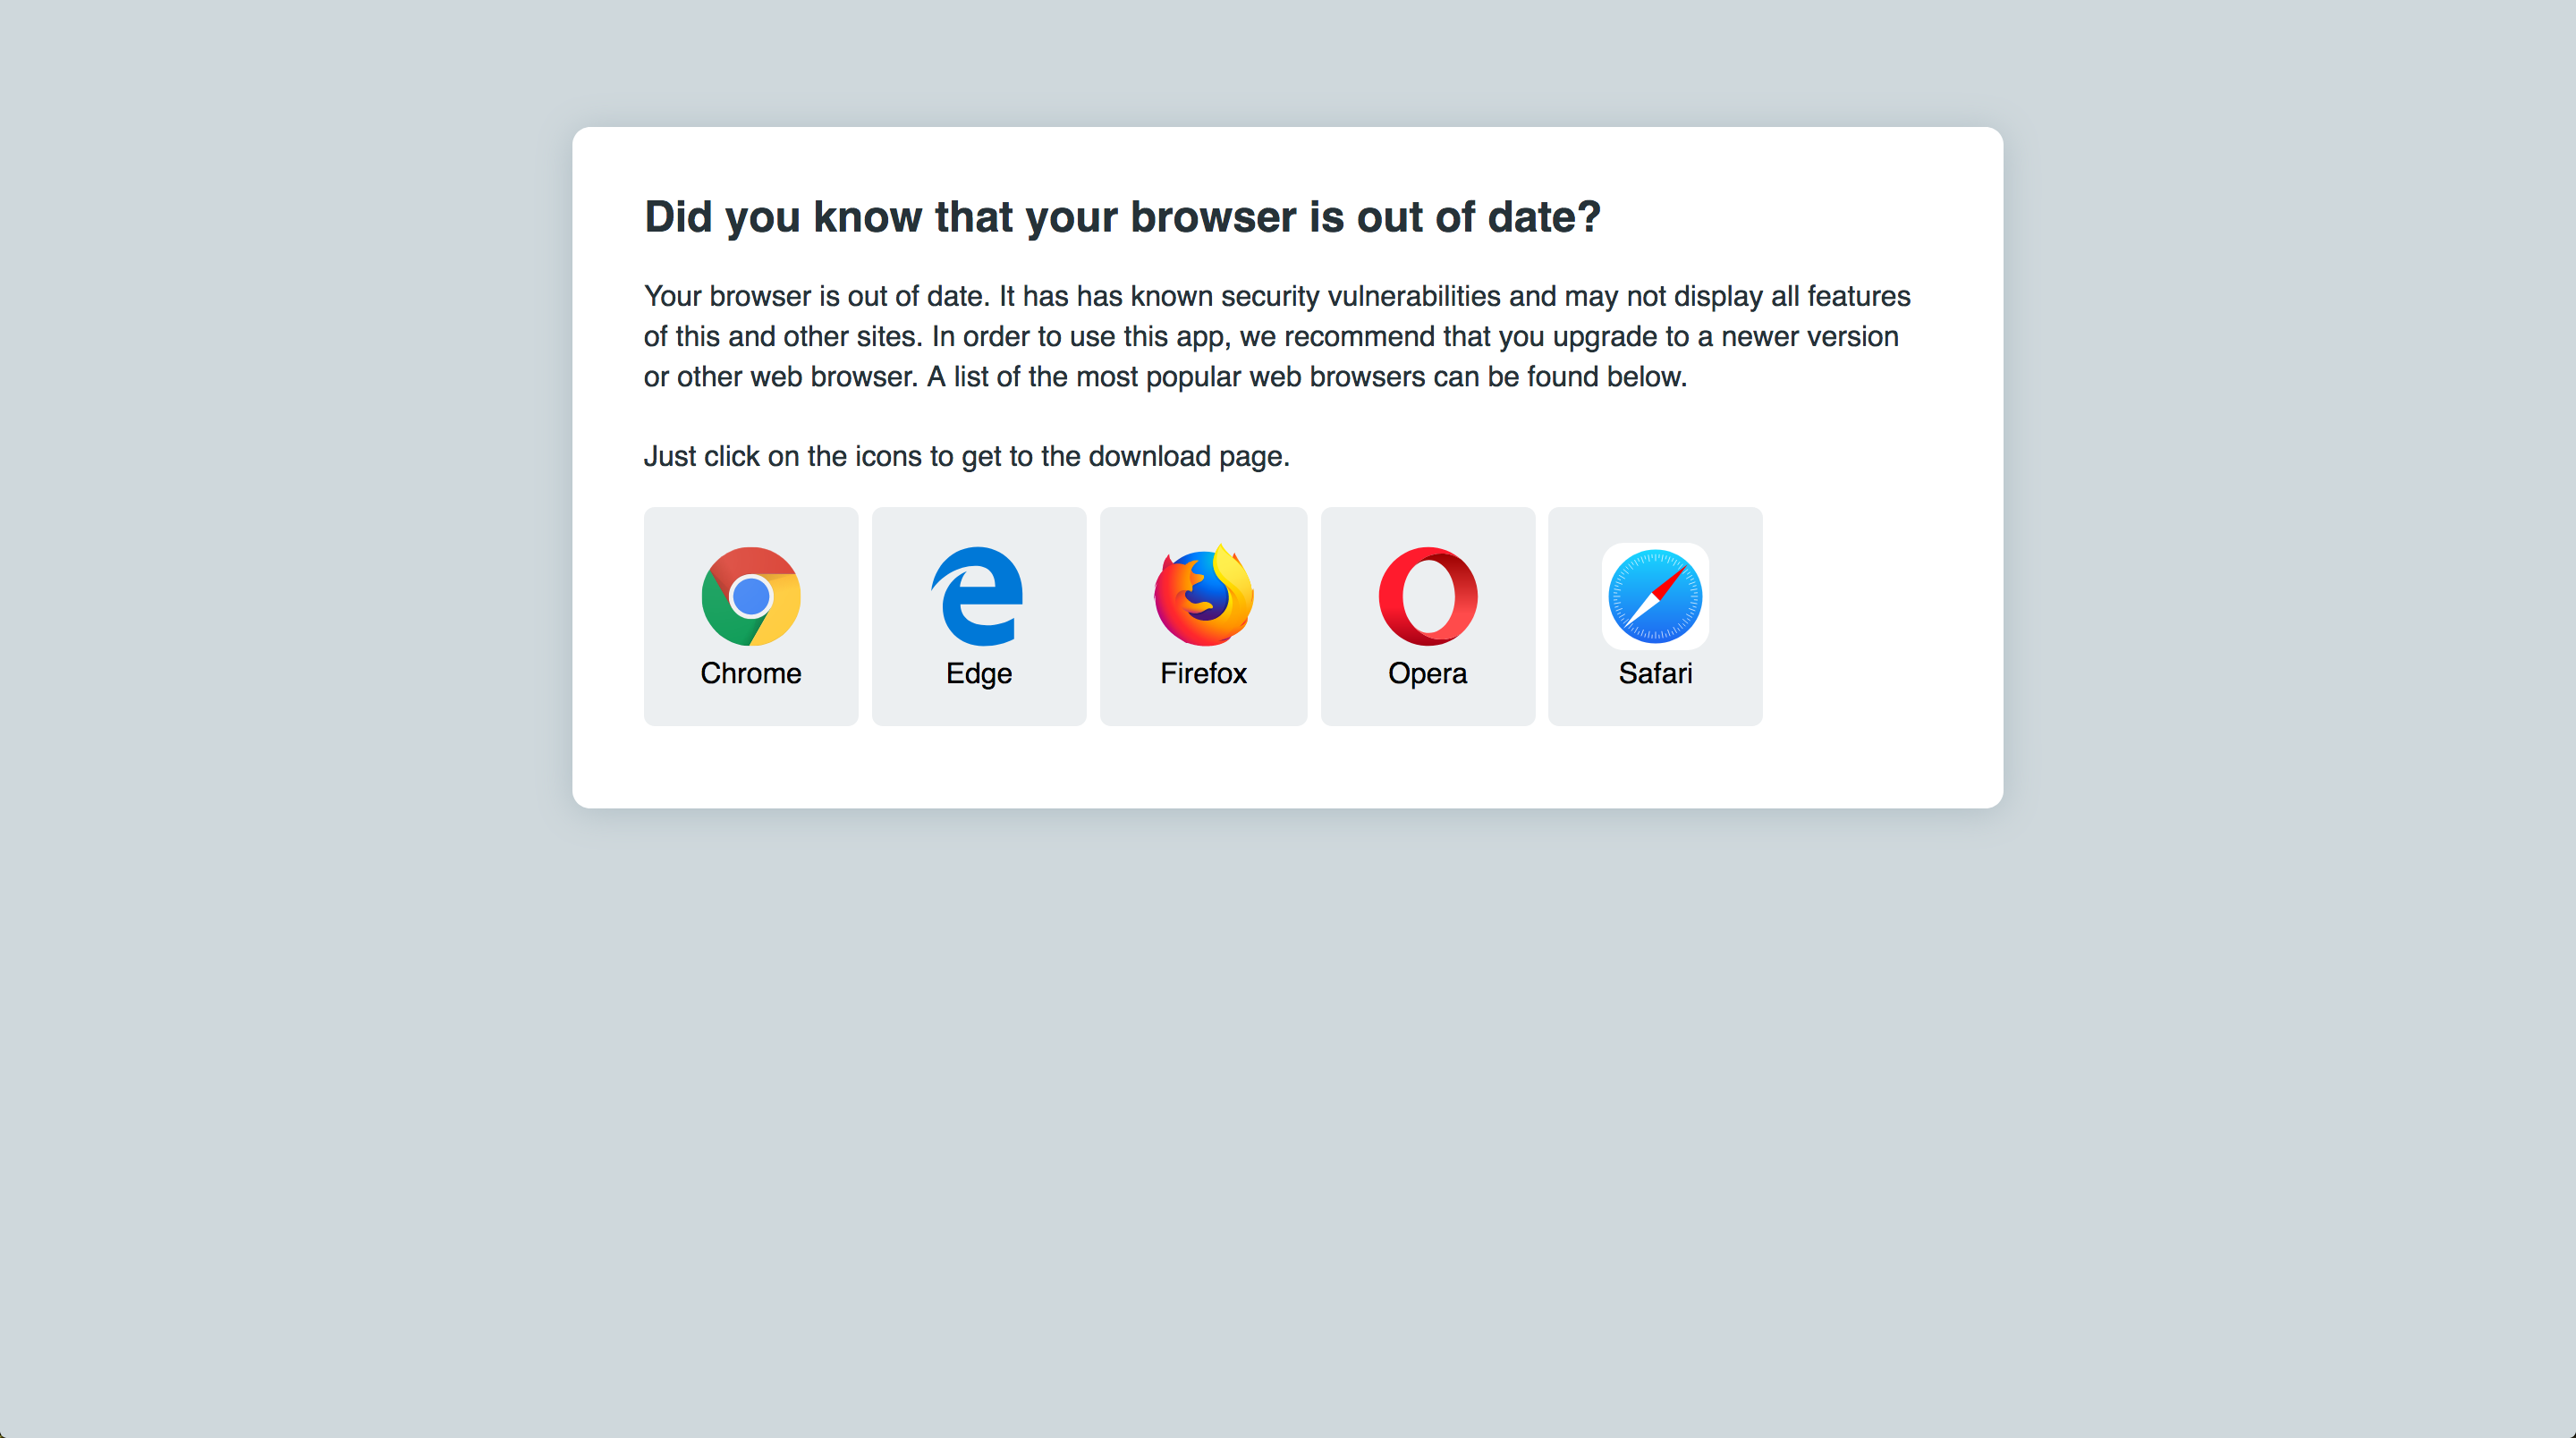 Did you know that your browser is out of date?
Your browser is out of date. It has has known security vulnerabilities and may not display all features
of this and other sites. In order to use this app, we recommend that you upgrade to a newer version
or other web browser. A list of the most popular web browsers can be found below.
Just click on the icons to get to the download page.
Chrome
Edge
Firefox
Opera
Safari